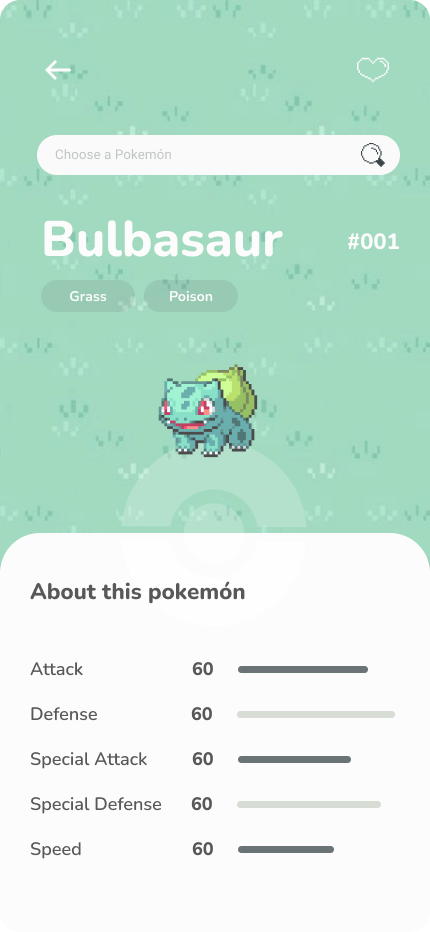 Choose a Pokemón
Bulbasaur #001
Grass Poison
About this pokemón
Attack 60
Defense 60
Special Attack 60
Special Defense 60
Speed 60